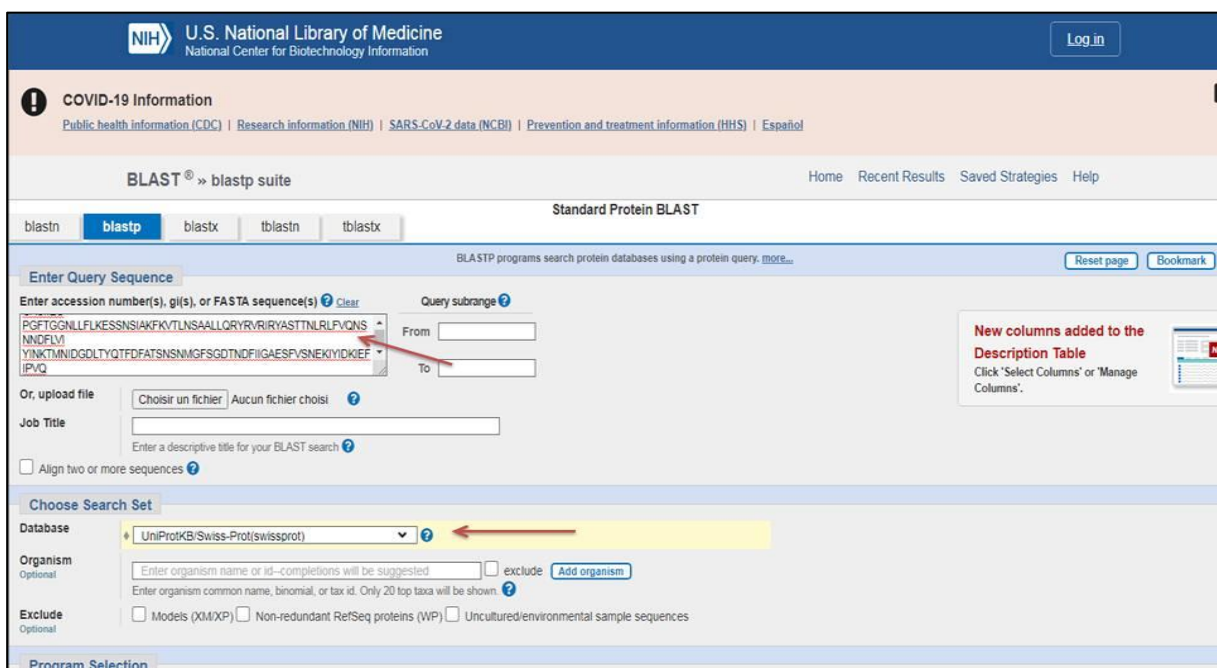 NIH U.S. National Library of Medicine
National Center for Biotechnology Information
Log in
COVID-19 Information
Public health information (CDC) | Research information (NIH) | SARS-CoV-2 data (NCBI) | Prevention and treatment information (HHS) | Español
BLAST ® » blastp suite
Home Recent Results Saved Strategies Help
Standard Protein BLAST
blastn blastp blastx tblastn tblastx
BLASTP programs search protein databases using a protein query. more...
Reset page Bookmark
Enter Query Sequence
Enter accession number(s), gi(s), or FASTA sequence(s) ? Clear
Query subrange ?
PGFTGGNLLFLKESSNSIAKFKVTLNSAALLQRYRVRIRYASTTNLRLFVQNS
NNDFLVI
YINKTMNIDGDLTYQTFDFATSNSNMGFSGDTNDFIIGAESFVSNEKIYIDKIEF
IPVQ
From
To
Or, upload file
Choisir un fichier Aucun fichier choisi ?
Job Title
Enter a descriptive title for your BLAST search ?
Align two or more sequences ?
New columns added to the
Description Table
Click 'Select Columns' or 'Manage
Columns'.
Choose Search Set
Database
UniProtKB/Swiss-Prot(swissprot) ?
Organism
Optional
Enter organism name or id--completions will be suggested
exclude Add organism
Enter organism common name, binomial, or tax id. Only 20 top taxa will be shown. ?
Exclude
Optional
Models (XM/XP) Non-redundant RefSeq proteins (WP) Uncultured/environmental sample sequences
Program Selection